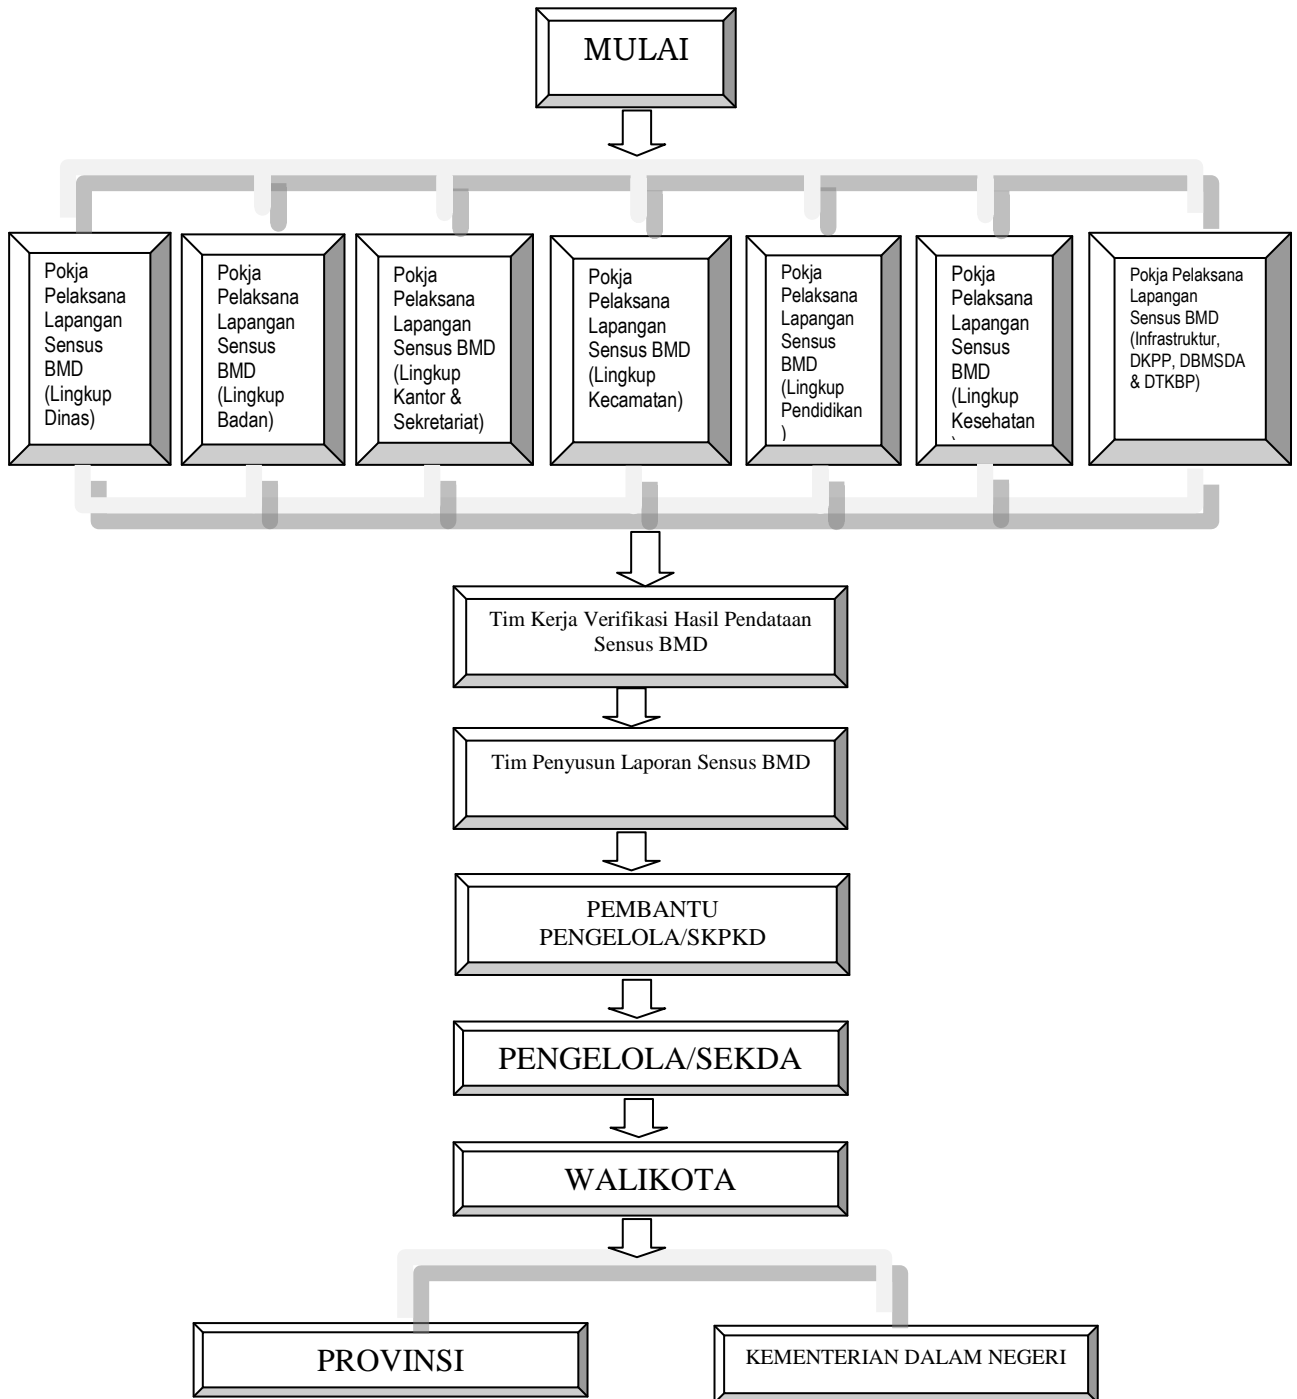 MULAI
Pokja
Pelaksana
Lapangan
Sensus
BMD
(Lingkup
Dinas)
Pokja
Pelaksana
Lapangan
Sensus
BMD
(Lingkup
Badan)
Pokja
Pelaksana
Lapangan
Sensus BMD
(Lingkup
Kantor &
Sekretariat)
Pokja
Pelaksana
Lapangan
Sensus BMD
(Lingkup
Kecamatan)
Pokja
Pelaksana
Lapangan
Sensus
BMD
(Lingkup
Pendidikan
)
Pokja
Pelaksana
Lapangan
Sensus
BMD
(Lingkup
Kesehatan
Pokja Pelaksana
Lapangan
Sensus BMD
(Infrastruktur,
DKPP, DBMSDA
& DTKBP)
Tim Kerja Verifikasi Hasil Pendataan
Sensus BMD
Tim Penyusun Laporan Sensus BMD
PEMBANTU
PENGELOLA/SKPKD
PENGELOLA/SEKDA
WALIKOTA
PROVINSI
KEMENTERIAN DALAM NEGERI